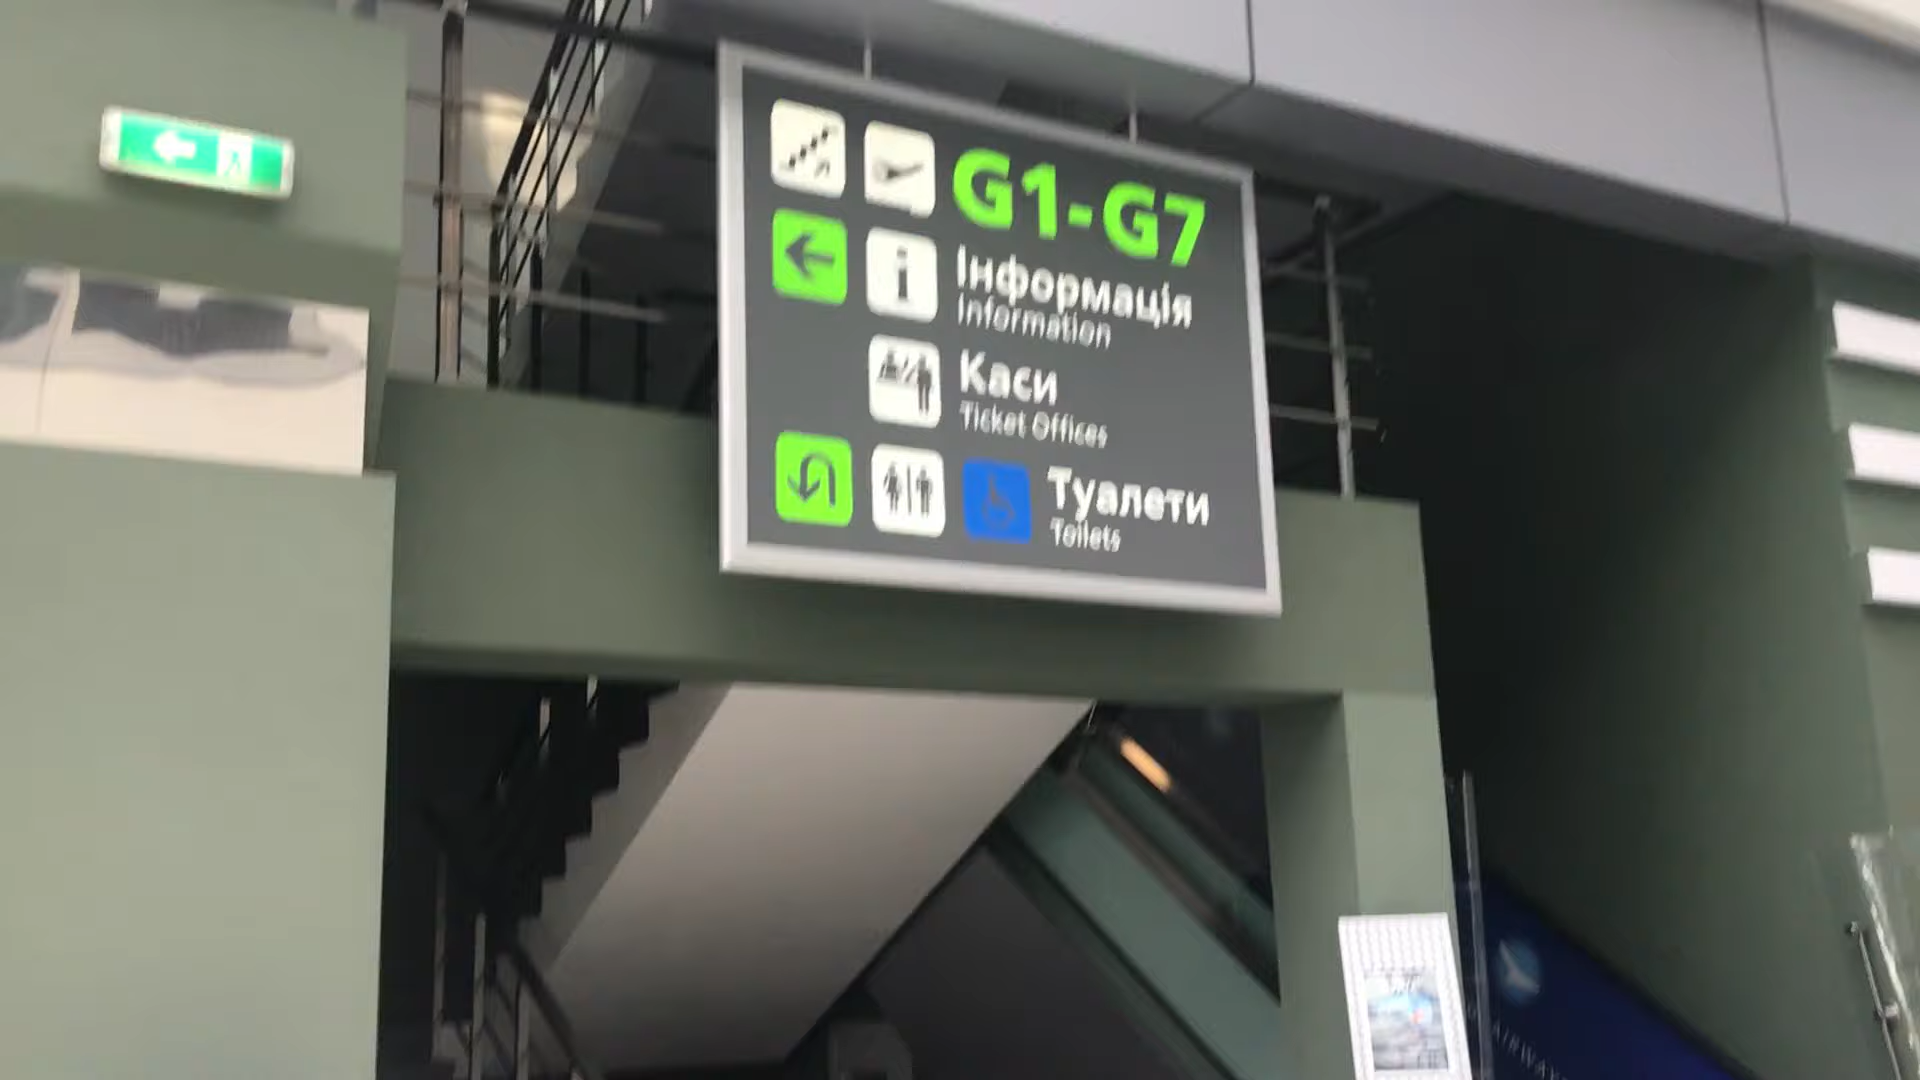 G1-G7
Інформація
Information
Каси
Ticket Offices
Туалети
Toilets